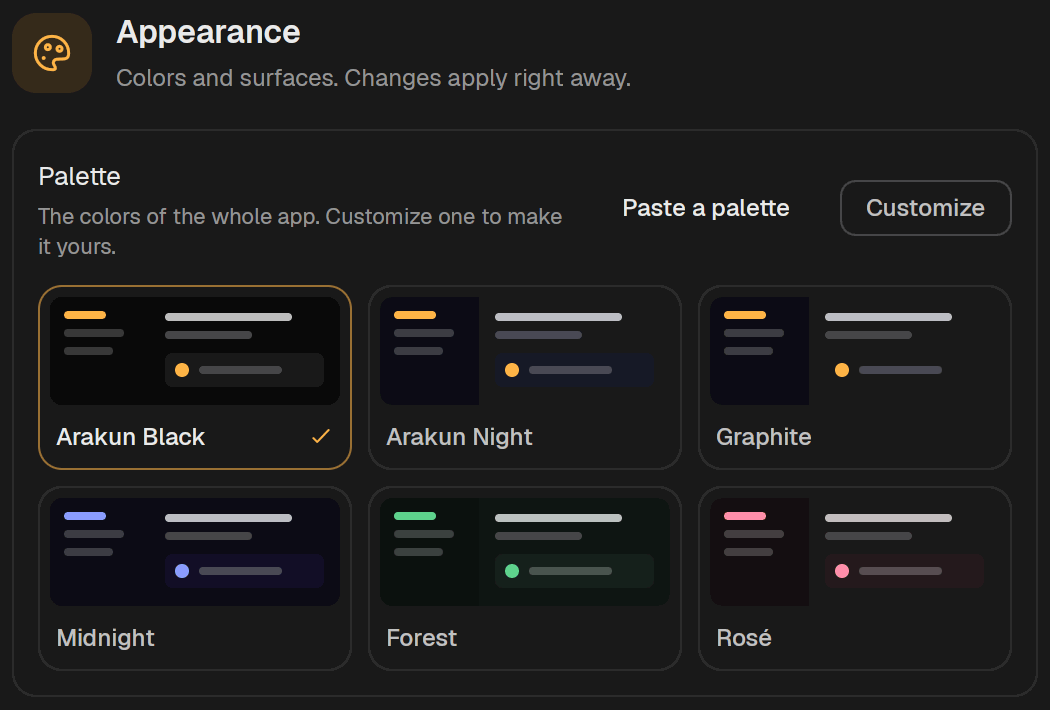 Appearance
Colors and surfaces. Changes apply right away.
Palette
The colors of the whole app. Customize one to make
it yours.
Paste a palette
Customize
Arakun Black
Arakun Night
Graphite
Midnight
Forest
Rosé